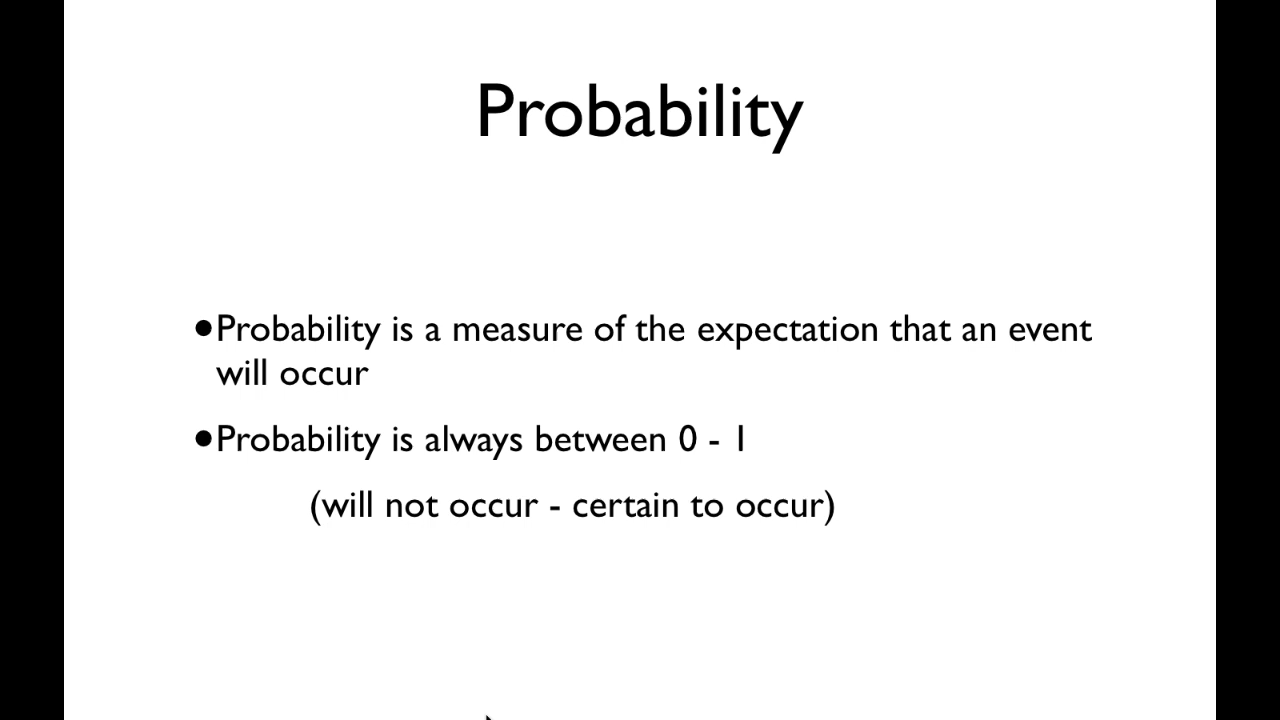 Probability
•Probability is a measure of the expectation that an event
will occur
•Probability is always between 0 - 1
(will not occur - certain to occur)